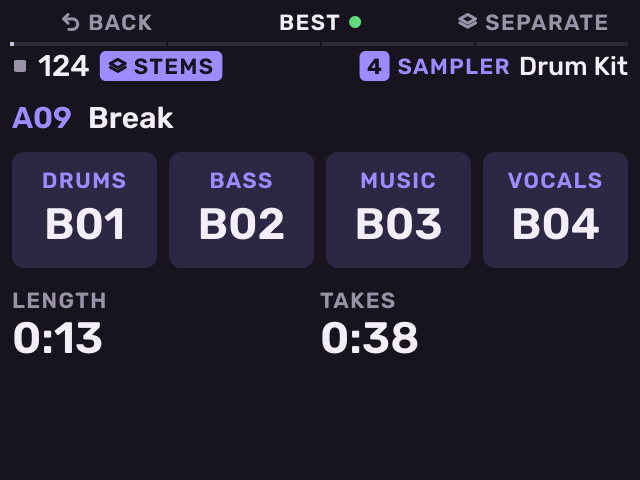 BACK BEST SEPARATE
124 STEMS 4 SAMPLER Drum Kit
A09 Break
DRUMS BASS MUSIC VOCALS
B01 B02 B03 B04
LENGTH TAKES
0:13 0:38